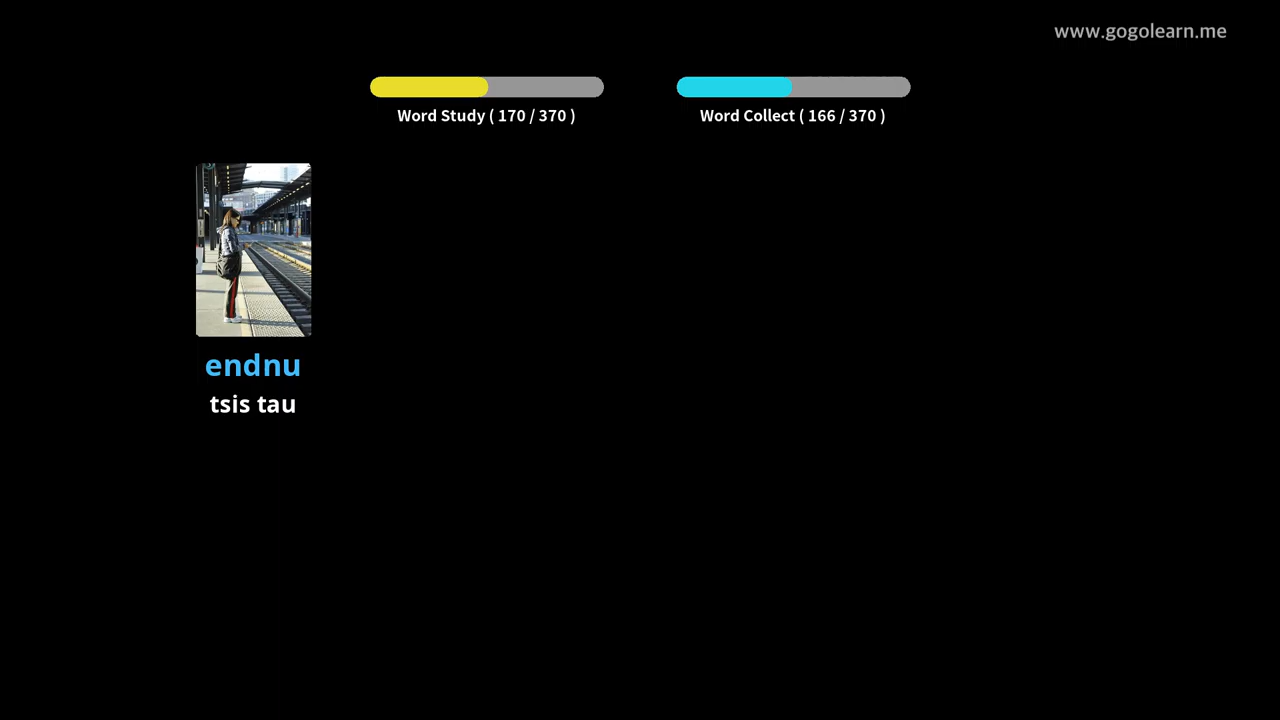 www.gogolearn.me
Word Study ( 170 / 370 )
Word Collect ( 166 / 370 )
endnu
tsis tau